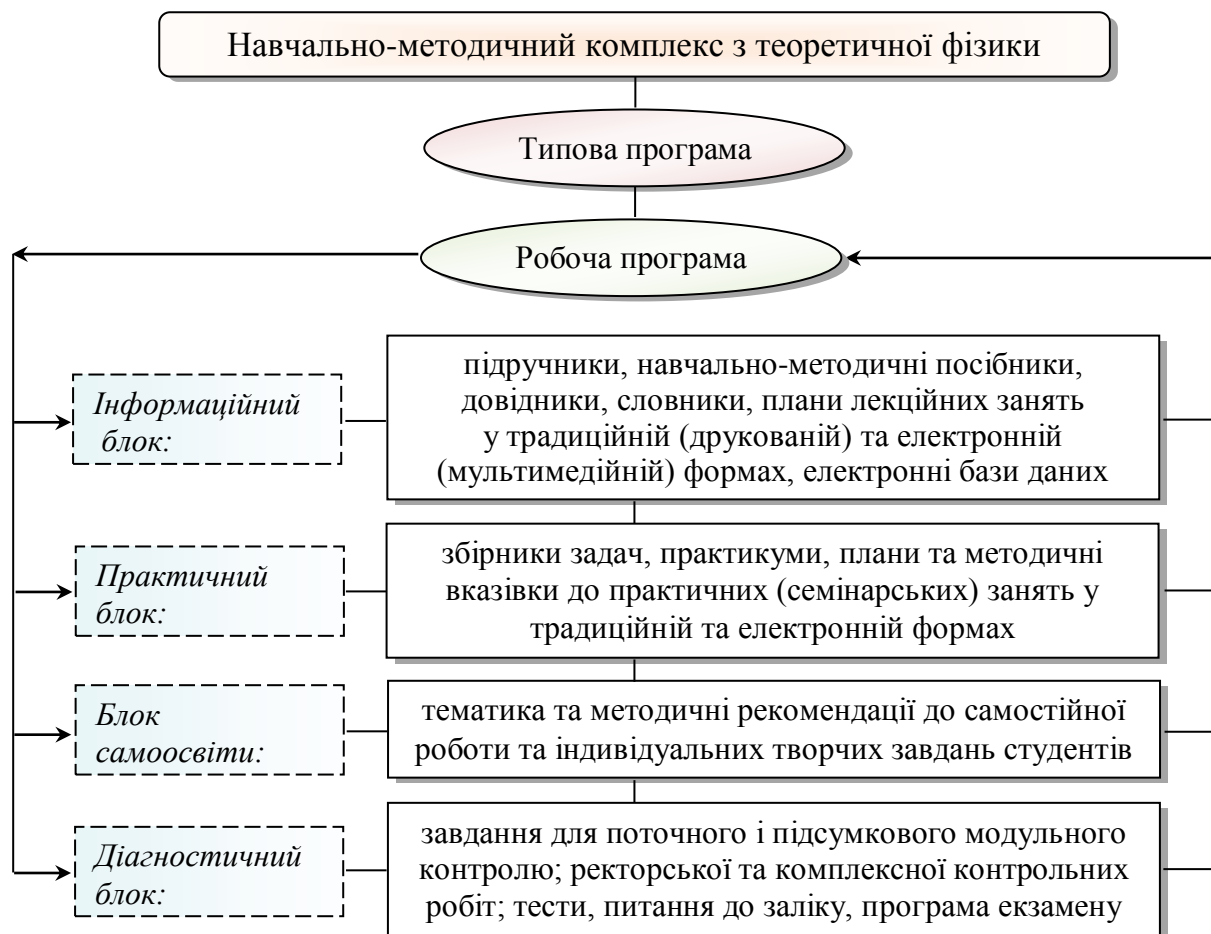 Навчально-методичний комплекс з теоретичної фізики
Типова програма
Робоча програма
Інформаційний
блок:
підручники, навчально-методичні посібники,
довідники, словники, плани лекційних занять
у традиційній (друкованій) та електронній
(мультимедійній) формах, електронні бази даних
Практичний
блок:
збірники задач, практикуми, плани та методичні
вказівки до практичних (семінарських) занять у
традиційній та електронній формах
Блок
самоосвіти:
тематика та методичні рекомендації до самостійної
роботи та індивідуальних творчих завдань студентів
Діагностичний
блок:
завдання для поточного і підсумкового модульного
контролю; ректорської та комплексної контрольних
робіт; тести, питання до заліку, програма екзамену